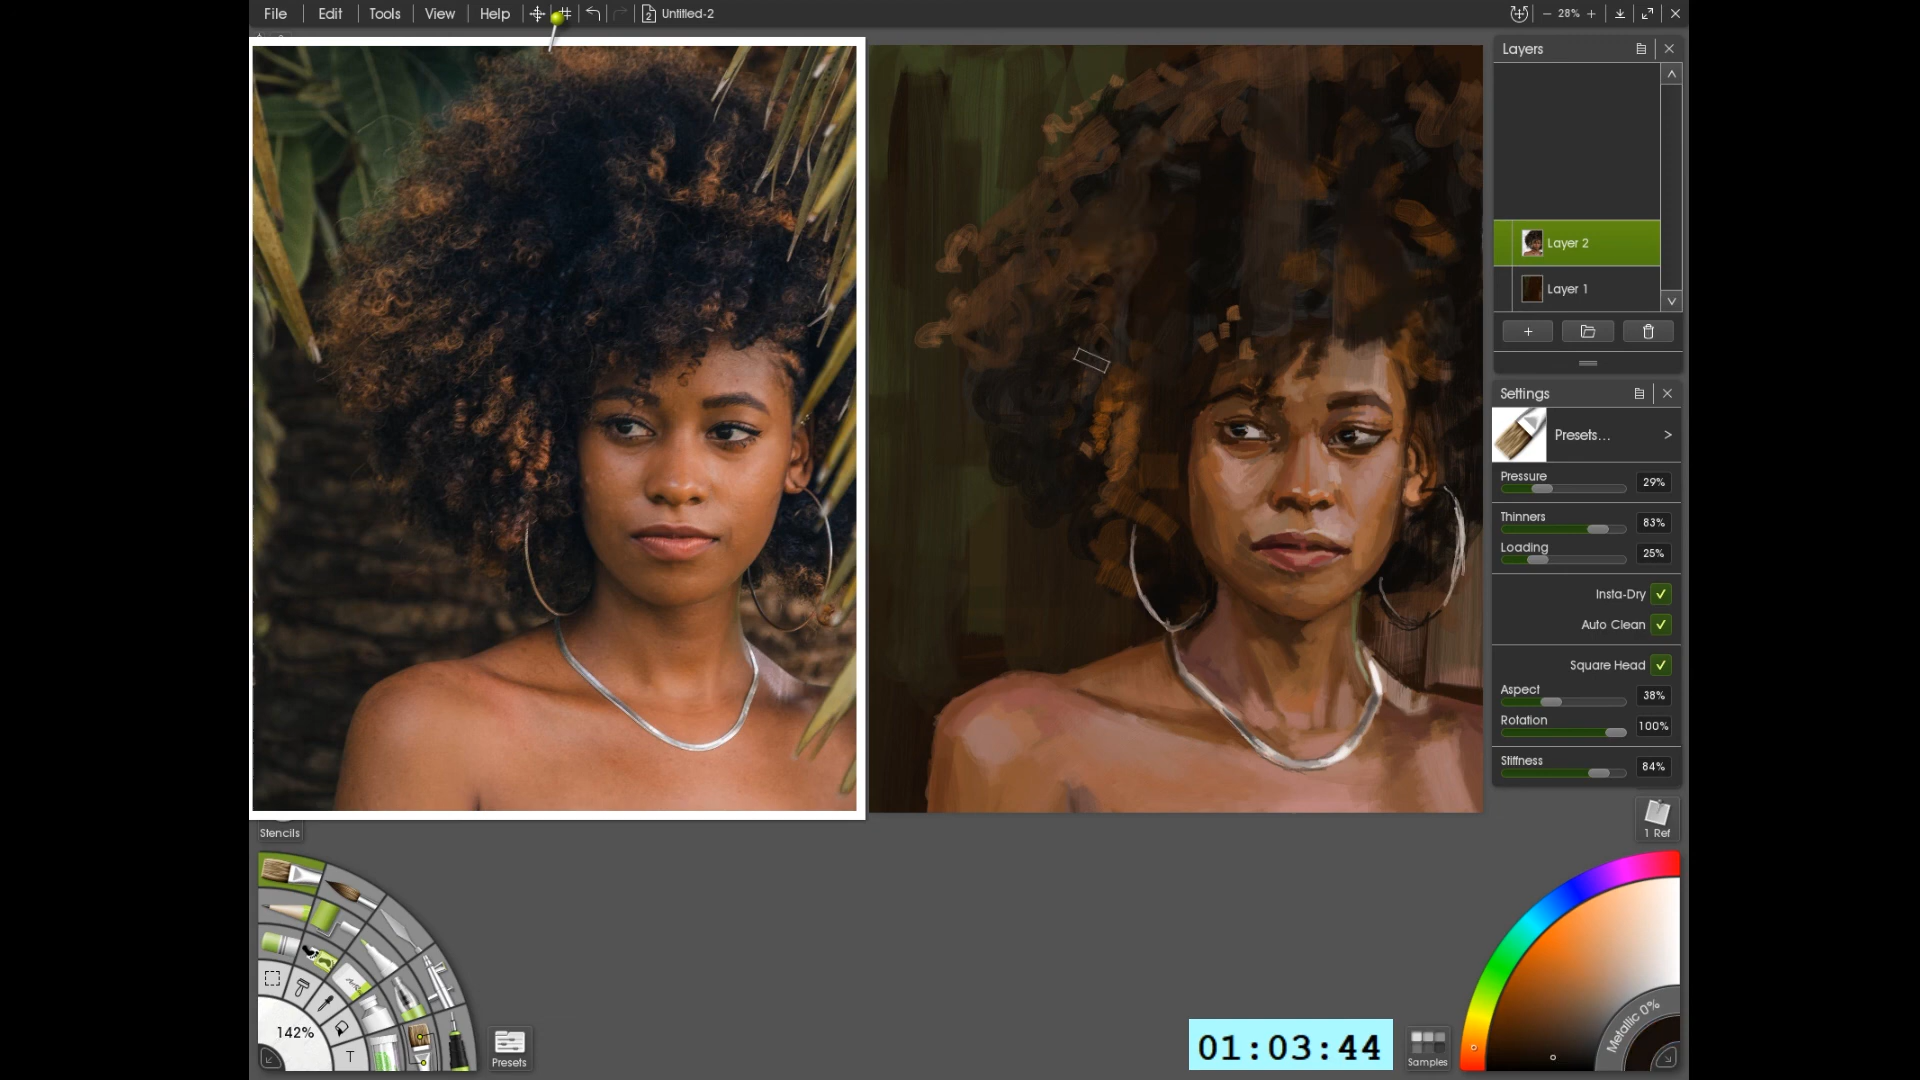 File Edit Tools View Help 2 Untitled-2 28%
Layers
Layer 2
Layer 1
Settings
Presets...
Pressure 29%
Thinners 83%
Loading 25%
Insta-Dry
Auto Clean
Square Head
Aspect 38%
Rotation 100%
Stiffness 84%
Stencils
1 Ref
142%
T
Presets
01:03:44
Samples
Metallic 0%